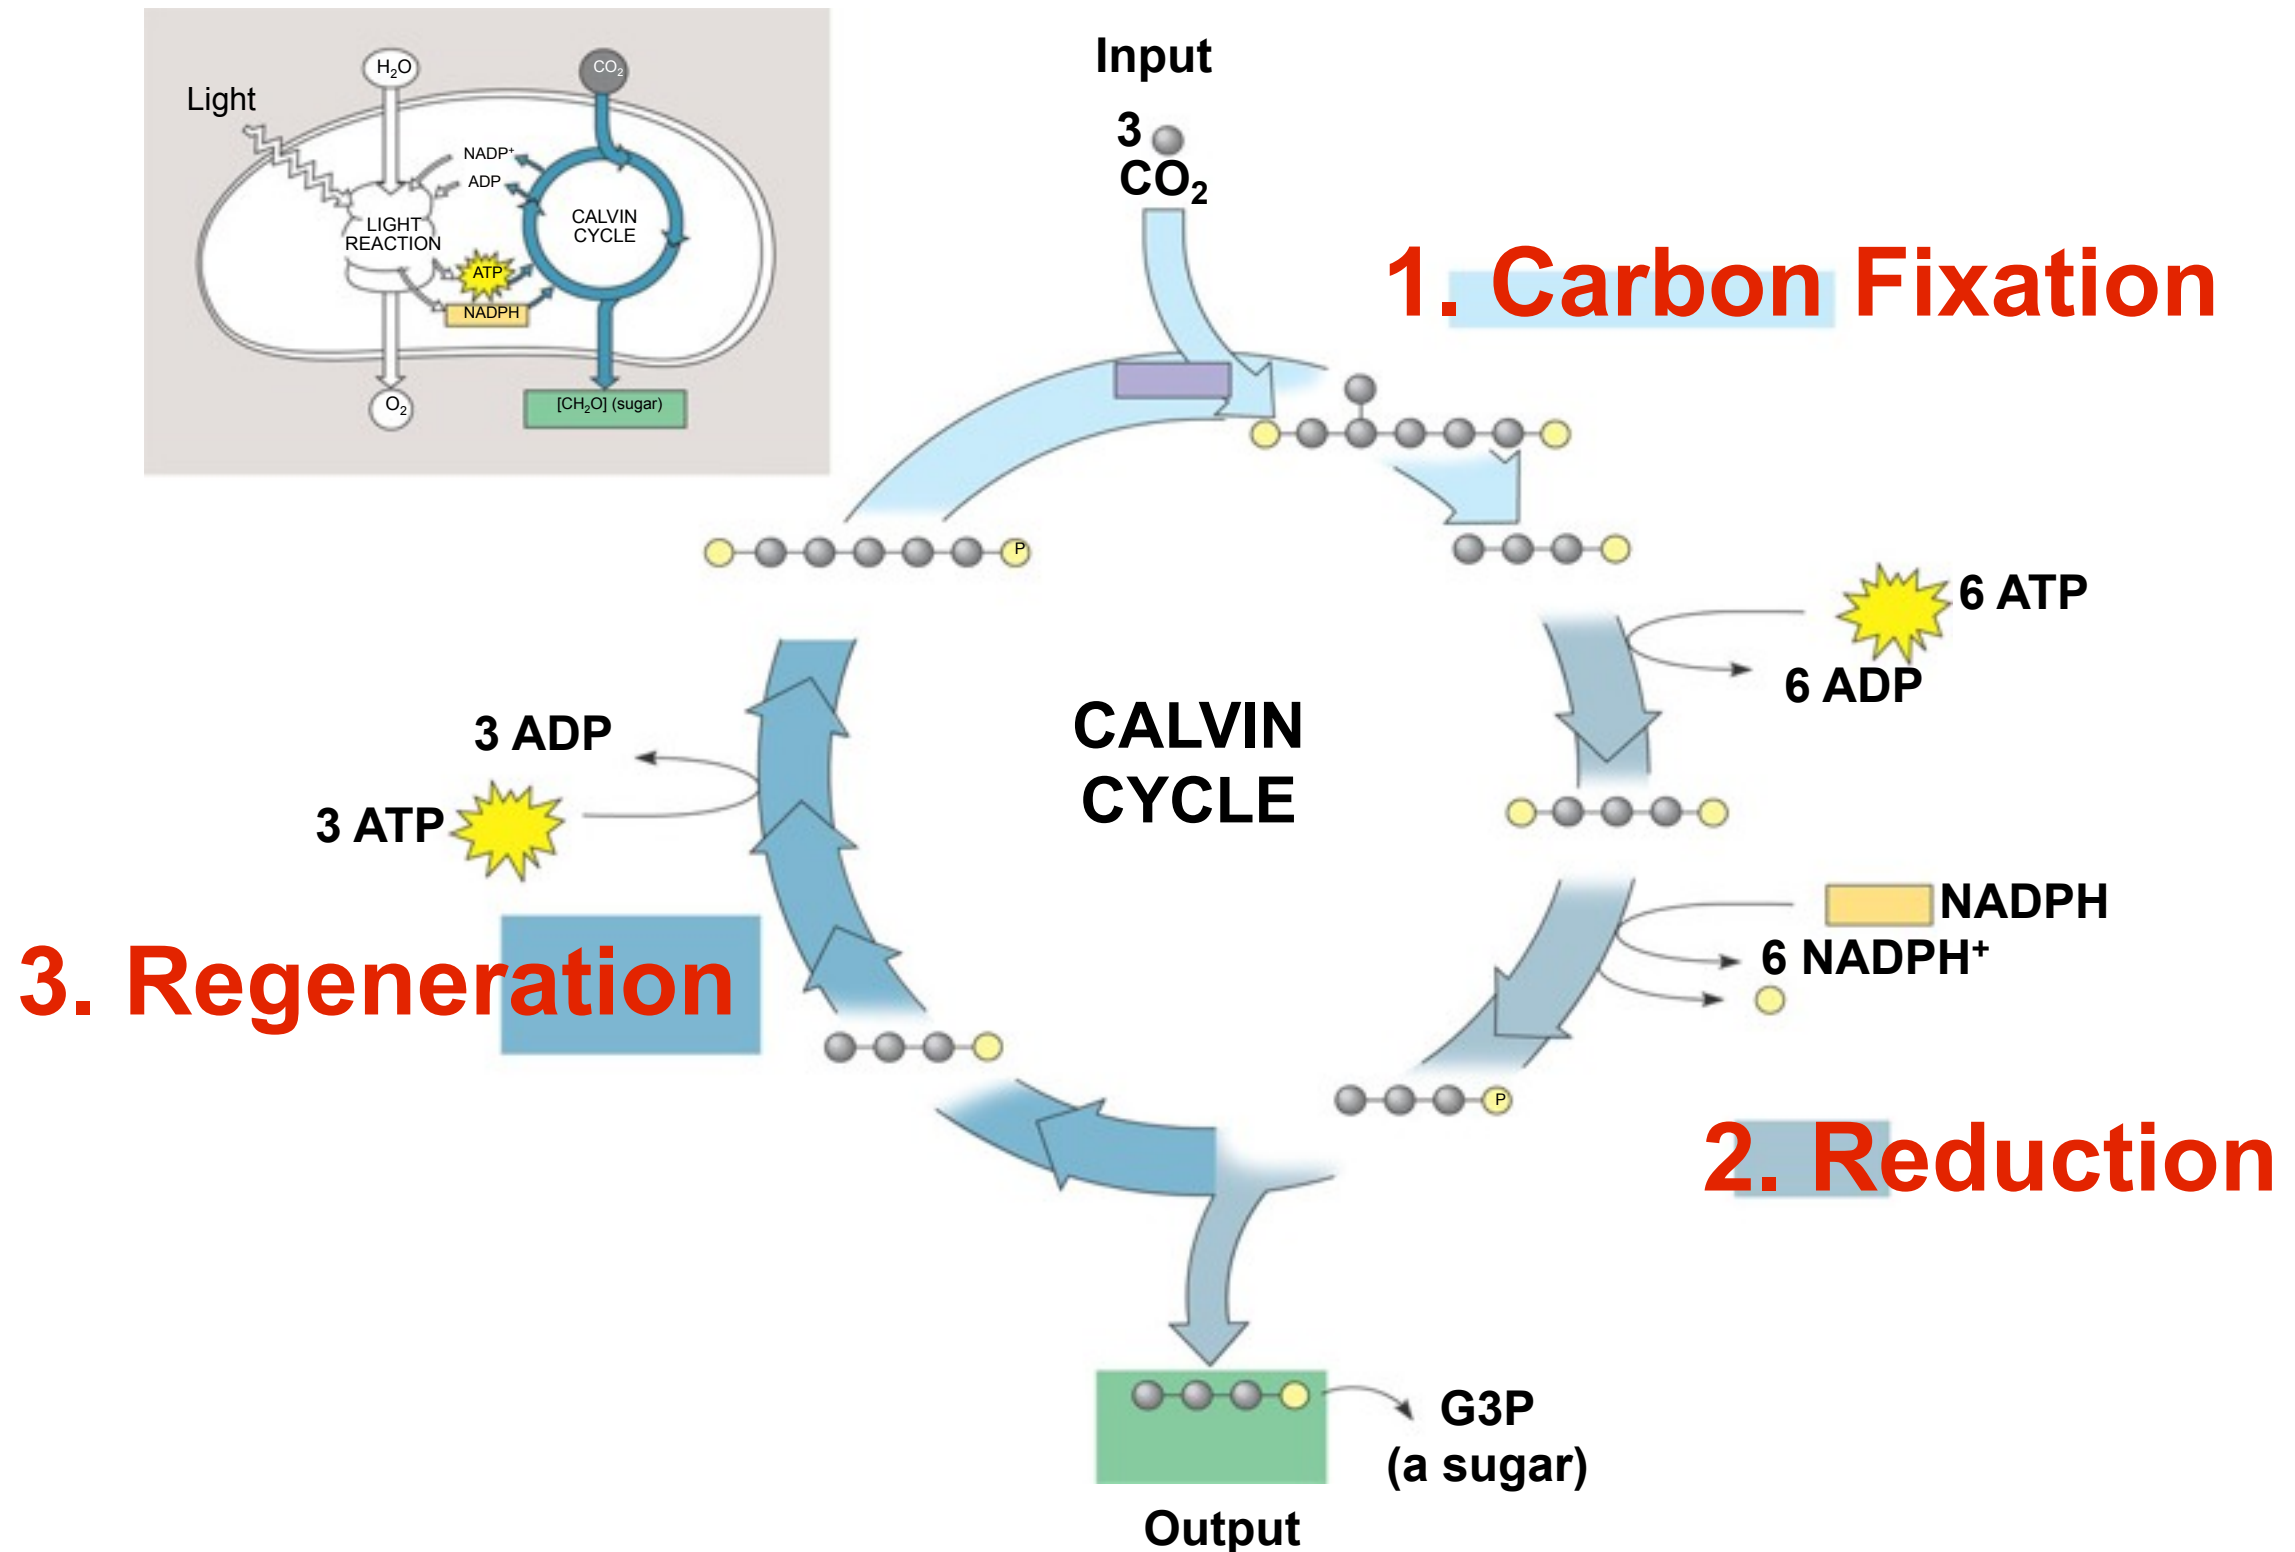 H₂O
CO₂
Light
NADP⁺
ADP
LIGHT
REACTION
CALVIN
CYCLE
ATP
NADPH
O₂
[CH₂O] (sugar)
Input
3
CO₂
1. Carbon Fixation
P
6 ATP
6 ADP
CALVIN
CYCLE
3 ADP
3 ATP
NADPH
6 NADPH⁺
3. Regeneration
P
2. Reduction
G3P
(a sugar)
Output